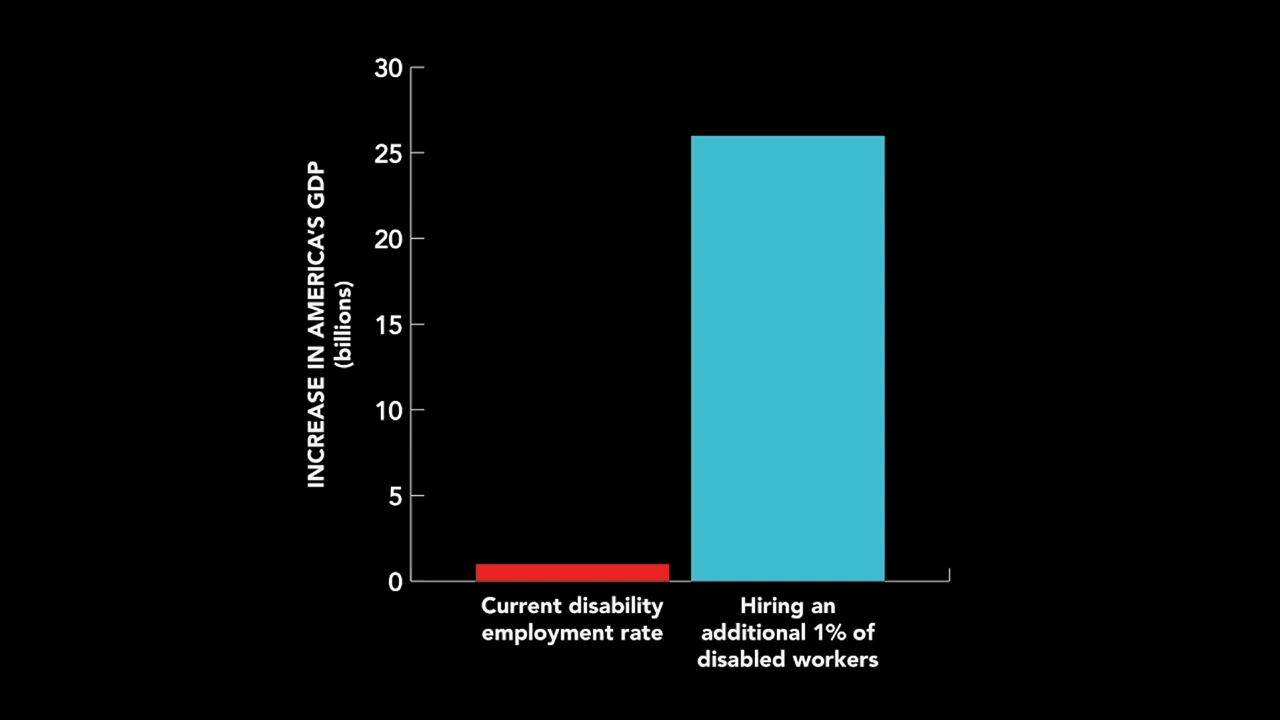 INCREASE IN AMERICA'S GDP
(billions)
30
25
20
15
10
5
0
Current disability
employment rate
Hiring an
additional 1% of
disabled workers